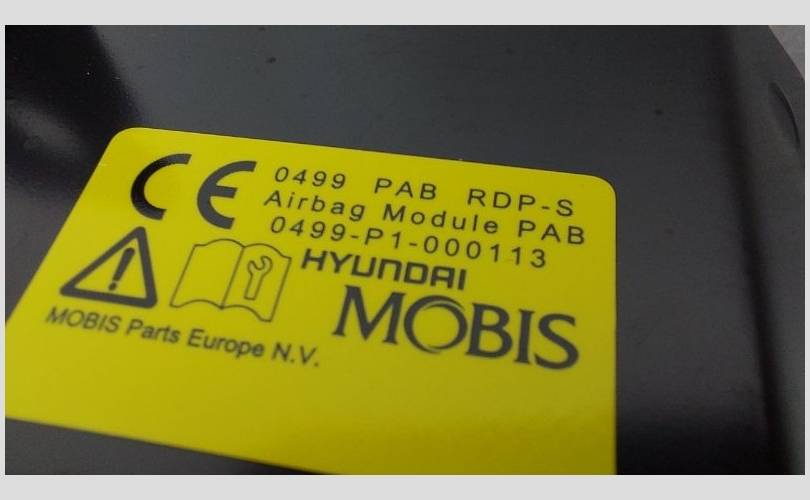 CE 0499 PAB RDP-S
Airbag Module PAB
0499-P1-000113
HYUNDAI
MOBIS
MOBIS Parts Europe N.V.